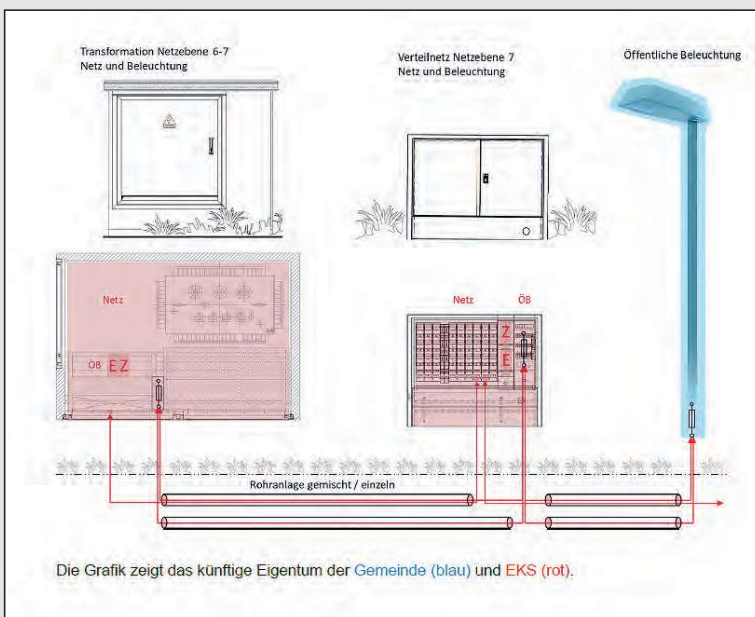 Transformation Netzebene 6-7
Netz und Beleuchtung
Verteilnetz Netzebene 7
Netz und Beleuchtung
Öffentliche Beleuchtung
Netz
ÖB E Z
Netz
ÖB
Z
E
Rohranlage gemischt / einzeln
Die Grafik zeigt das künftige Eigentum der Gemeinde (blau) und EKS (rot).